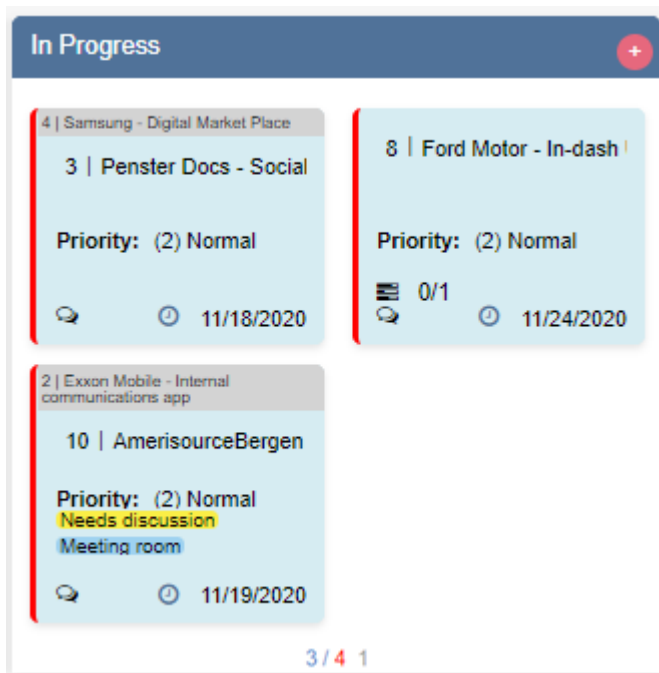 In Progress
+
4 | Samsung - Digital Market Place
3 | Penster Docs - Social
Priority: (2) Normal
11/18/2020
8 | Ford Motor - In-dash
Priority: (2) Normal
0/1
11/24/2020
2 | Exxon Mobile - Internal
communications app
10 | AmerisourceBergen
Priority: (2) Normal
Needs discussion
Meeting room
11/19/2020
3 / 4 1